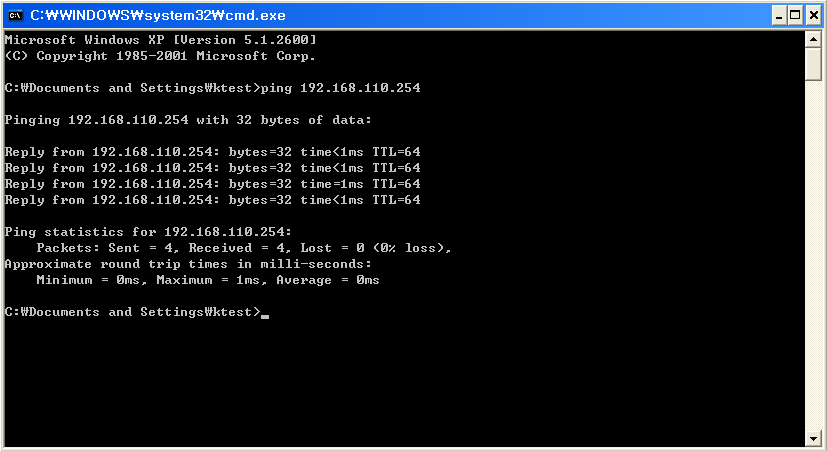 C:₩WINDOWS₩system32₩cmd.exe
Microsoft Windows XP [Version 5.1.2600]
(C) Copyright 1985-2001 Microsoft Corp.
C:₩Documents and Settings₩ktest>ping 192.168.110.254
Pinging 192.168.110.254 with 32 bytes of data:
Reply from 192.168.110.254: bytes=32 time<1ms TTL=64
Reply from 192.168.110.254: bytes=32 time<1ms TTL=64
Reply from 192.168.110.254: bytes=32 time=1ms TTL=64
Reply from 192.168.110.254: bytes=32 time<1ms TTL=64
Ping statistics for 192.168.110.254:
    Packets: Sent = 4, Received = 4, Lost = 0 (0% loss),
Approximate round trip times in milli-seconds:
    Minimum = 0ms, Maximum = 1ms, Average = 0ms
C:₩Documents and Settings₩ktest>_